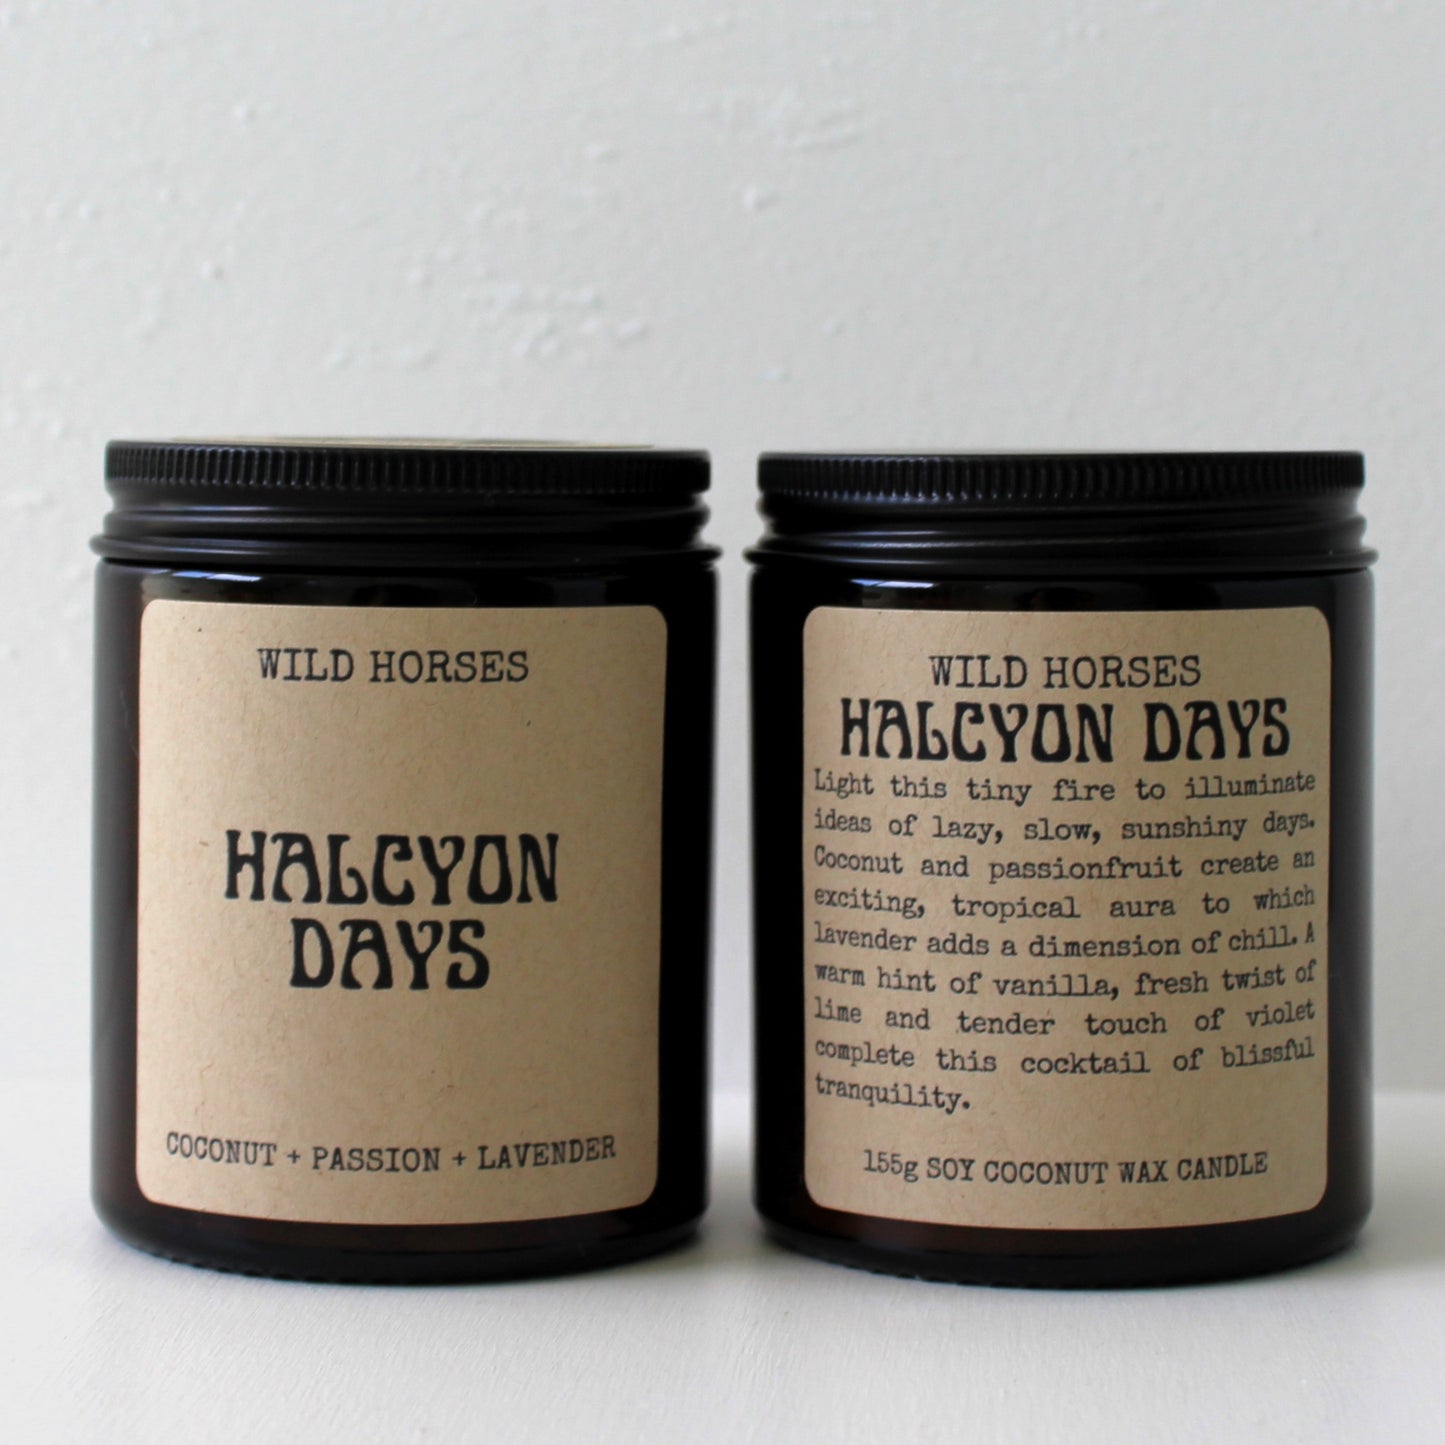 WILD HORSES
HALCYON
DAYS
COCONUT + PASSION + LAVENDER
WILD HORSES
HALCYON DAYS
Light this tiny fire to illuminate
ideas of lazy, slow, sunshiny days.
Coconut and passionfruit create an
exciting, tropical aura to which
lavender adds a dimension of chill. A
warm hint of vanilla, fresh twist of
lime and tender touch of violet
complete this cocktail of blissful
tranquility.
155g SOY COCONUT WAX CANDLE